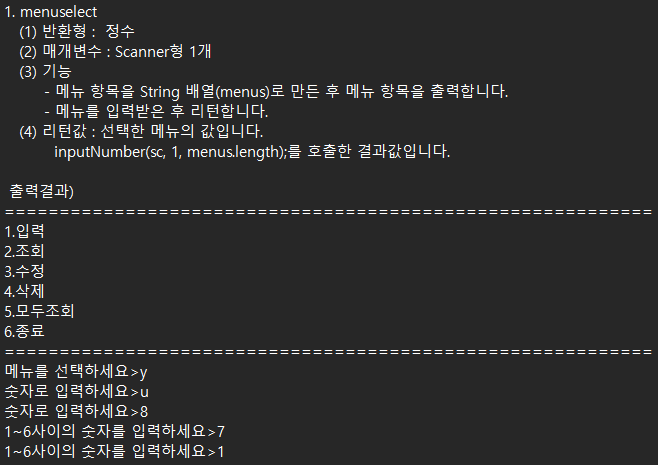 1. menuselect
(1) 반환형 : 정수
(2) 매개변수 : Scanner형 1개
(3) 기능
- 메뉴 항목을 String 배열(menus)로 만든 후 메뉴 항목을 출력합니다.
- 메뉴를 입력받은 후 리턴합니다.
(4) 리턴값 : 선택한 메뉴의 값입니다.
inputNumber(sc, 1, menus.length);를 호출한 결과값입니다.
출력결과)
============================================================
1.입력
2.조회
3.수정
4.삭제
5.모두조회
6.종료
============================================================
메뉴를 선택하세요>y
숫자로 입력하세요>u
숫자로 입력하세요>8
1~6사이의 숫자를 입력하세요>7
1~6사이의 숫자를 입력하세요>1